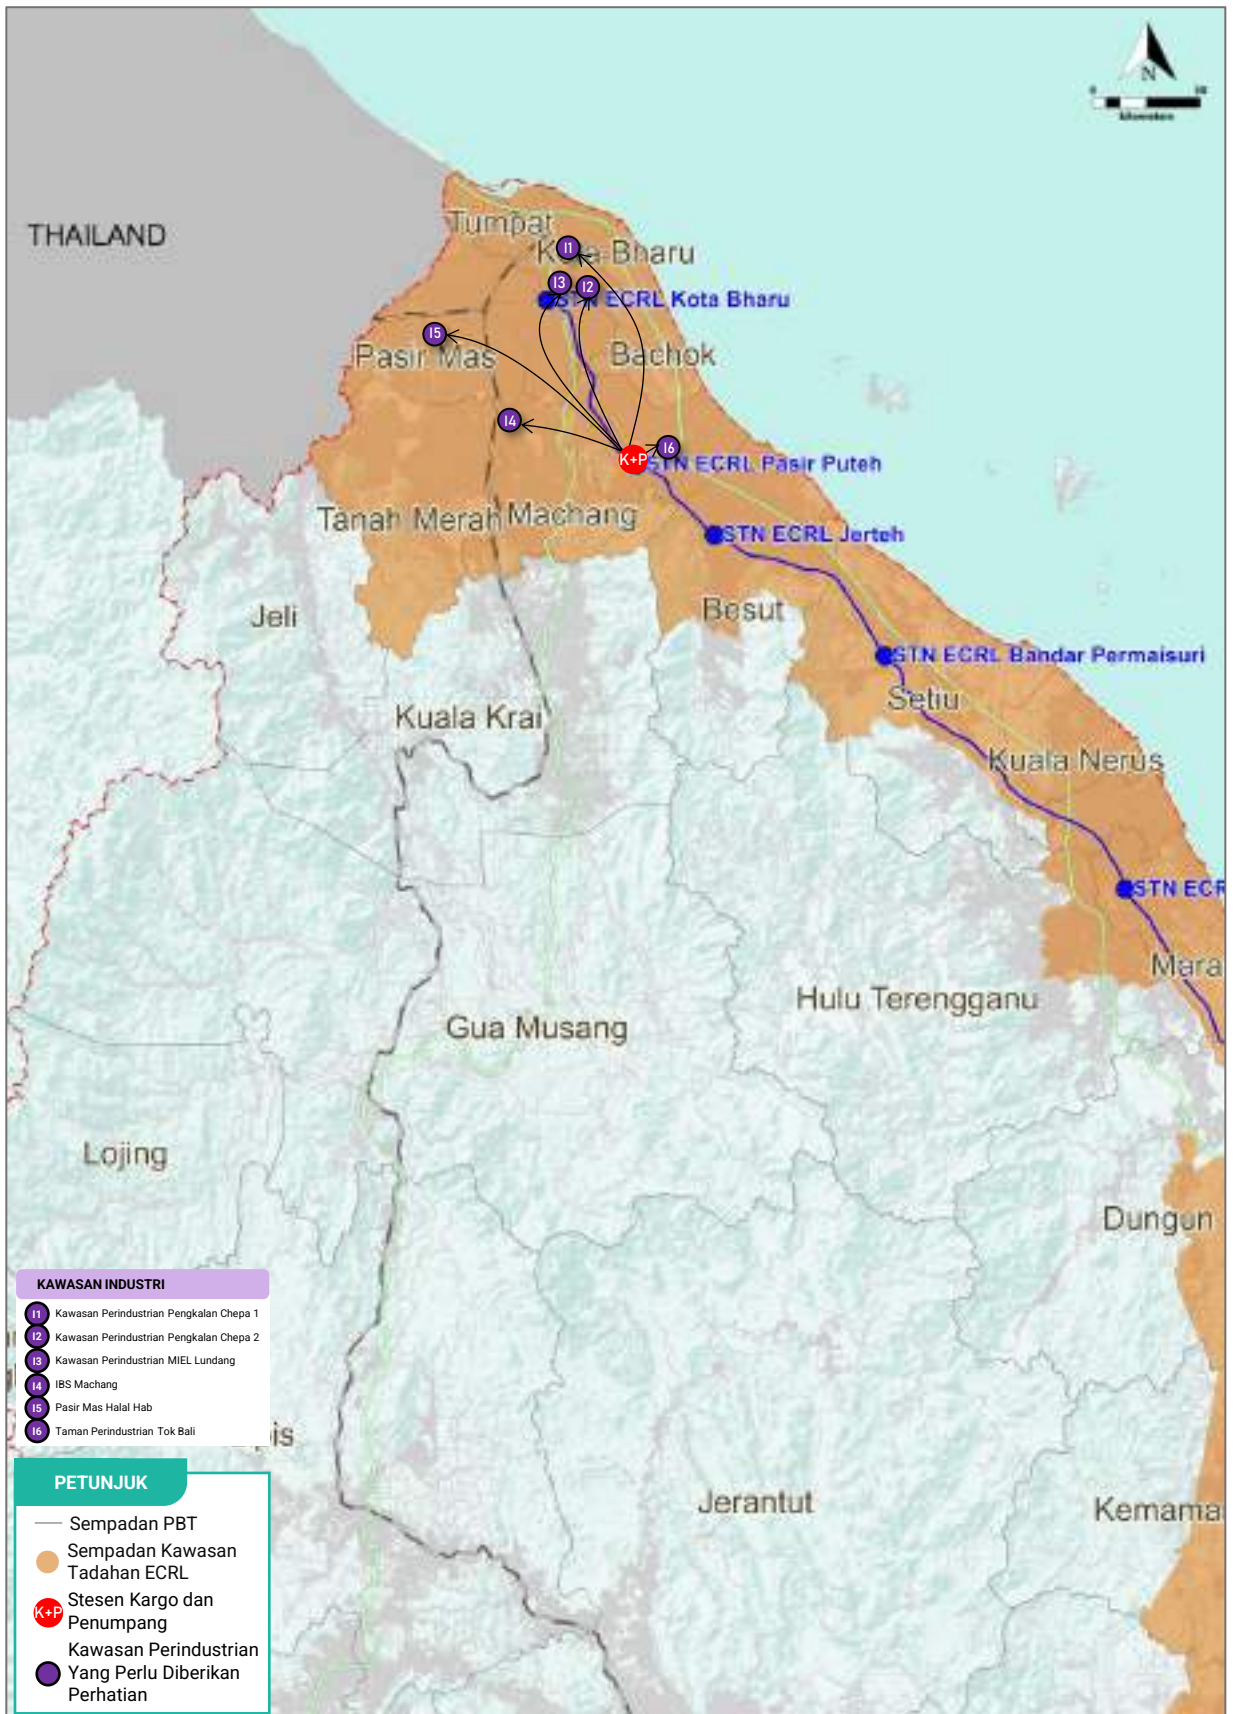 N
0
kilometers
THAILAND
Tumpat
I1
Kota Bharu
I3
I2
STN ECRL Kota Bharu
I5
Pasir Mas
Bachok
I4
I6
K+P
STN ECRL Pasir Puteh
Tanah Merah
Machang
STN ECRL Jerteh
Jeli
Besut
STN ECRL Bandar Permaisuri
Setiu
Kuala Krai
Kuala Nerus
STN ECR
Mara
Hulu Terengganu
Gua Musang
Lojing
Dungun
KAWASAN INDUSTRI
I1 Kawasan Perindustrian Pengkalan Chepa 1
I2 Kawasan Perindustrian Pengkalan Chepa 2
I3 Kawasan Perindustrian MIEL Lundang
I4 IBS Machang
I5 Pasir Mas Halal Hab
I6 Taman Perindustrian Tok Bali
pis
Jerantut
Kemama
PETUNJUK
Sempadan PBT
Sempadan Kawasan
Tadahan ECRL
K+P Stesen Kargo dan
Penumpang
Kawasan Perindustrian
Yang Perlu Diberikan
Perhatian